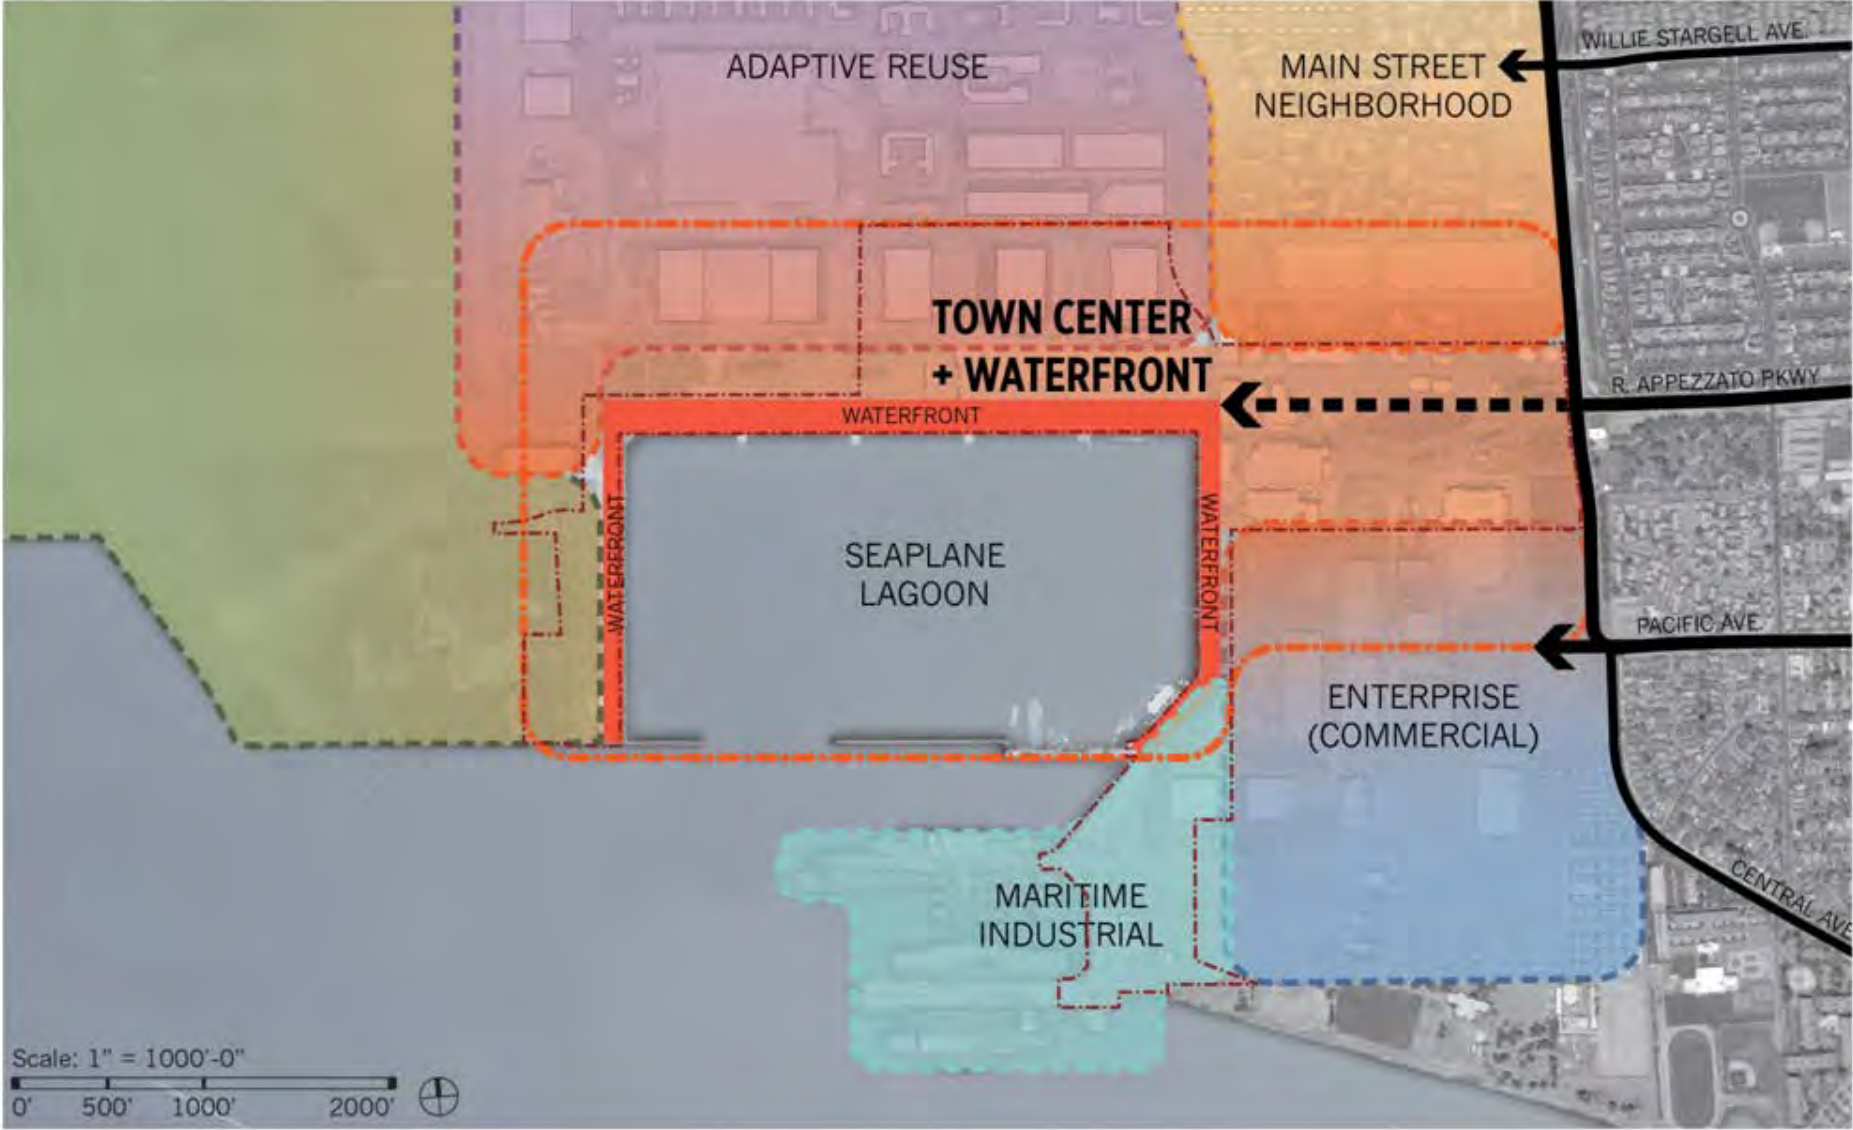 WILLIE STARGELL AVE.
ADAPTIVE REUSE
MAIN STREET
NEIGHBORHOOD
TOWN CENTER
+ WATERFRONT
R. APPEZZATO PKWY
WATERFRONT
WATERFRONT
WATERFRONT
SEAPLANE
LAGOON
PACIFIC AVE.
ENTERPRISE
(COMMERCIAL)
CENTRAL AVE
MARITIME
INDUSTRIAL
Scale: 1" = 1000'-0"
0' 500' 1000' 2000'